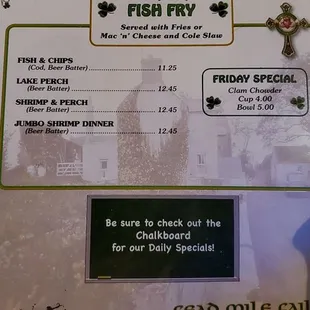 FISH FRY
Served with Fries or
Mac 'n' Cheese and Cole Slaw
FISH & CHIPS
(Cod, Beer Batter) 11.25
LAKE PERCH
(Beer Batter) 12.45
SHRIMP & PERCH
(Beer Batter) 12.45
JUMBO SHRIMP DINNER
(Beer Batter) 12.45
FRIDAY SPECIAL
Clam Chowder
Cup 4.00
Bowl 5.00
Be sure to check out the
Chalkboard
for our Daily Specials!
CEAD MILE FAIL